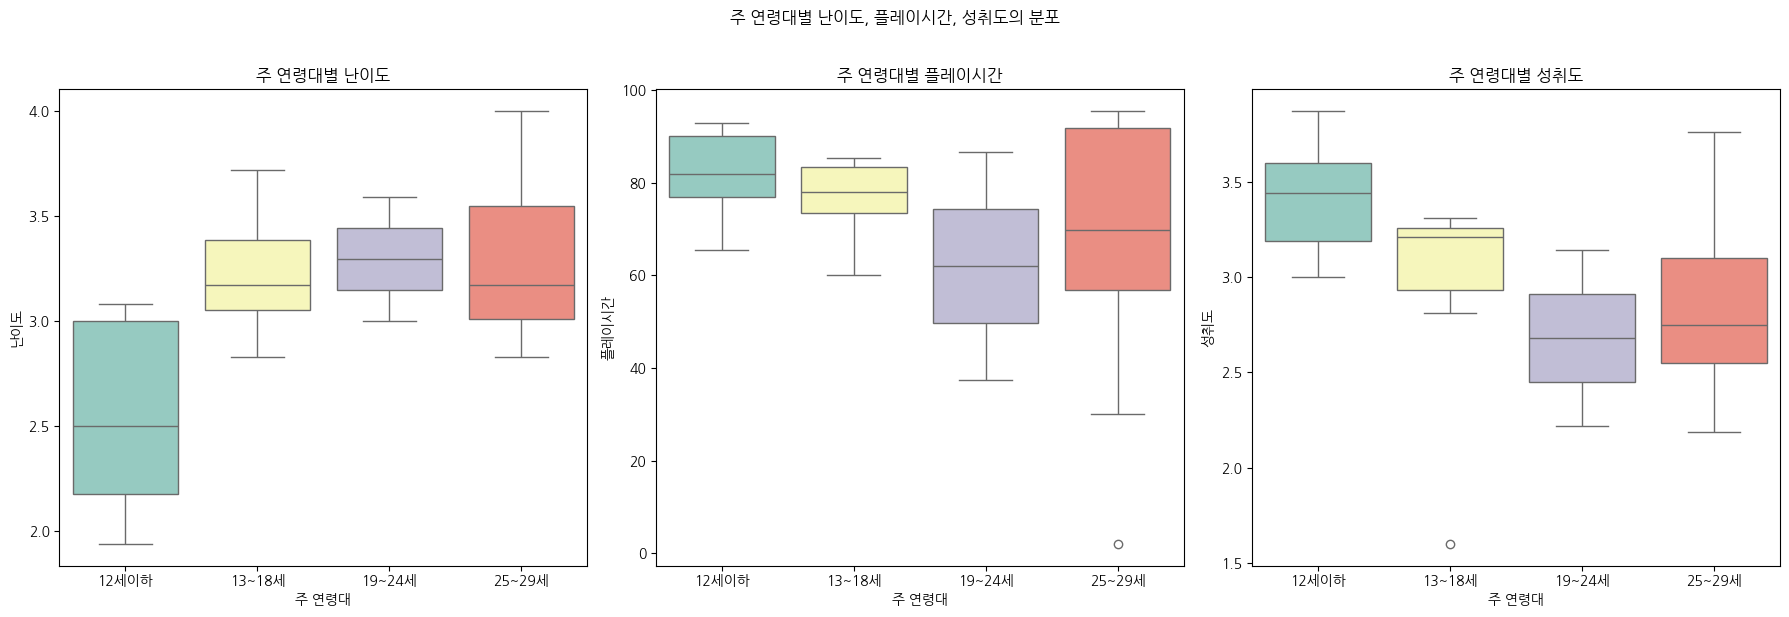 주 연령대별 난이도, 플레이시간, 성취도의 분포
주 연령대별 난이도
4.0
3.5
3.0
2.5
2.0
난이도
12세이하
13~18세
19~24세
25~29세
주 연령대
주 연령대별 플레이시간
100
80
60
40
20
0
플레이시간
12세이하
13~18세
19~24세
25~29세
주 연령대
주 연령대별 성취도
3.5
3.0
2.5
2.0
1.5
성취도
12세이하
13~18세
19~24세
25~29세
주 연령대